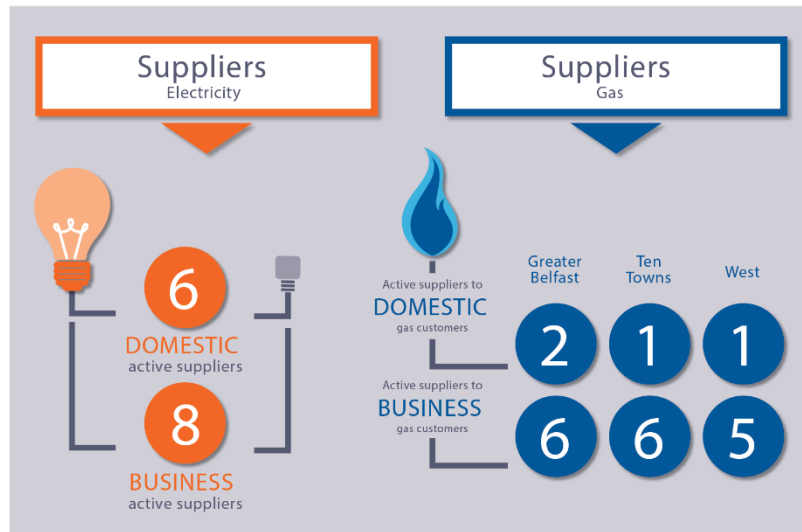 Suppliers
Electricity
6
DOMESTIC
active suppliers
8
BUSINESS
active suppliers
Suppliers
Gas
Greater
Belfast
Ten
Towns
West
Active suppliers to
DOMESTIC
gas customers
2 1 1
Active suppliers to
BUSINESS
gas customers
6 6 5